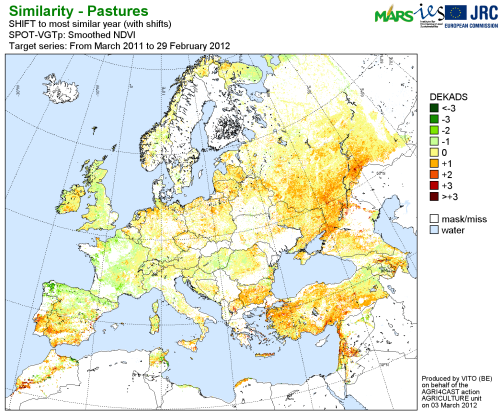 Similarity - Pastures
SHIFT to most similar year (with shifts)
SPOT-VGTp: Smoothed NDVI
Target series: From March 2011 to 29 February 2012
MARS
ies
JRC
EUROPEAN COMMISSION
DEKADS
<-3
-3
-2
-1
0
+1
+2
+3
>+3
mask/miss
water
Produced by VITO (BE)
on behalf of the
AGRI4CAST action
AGRICULTURE unit
on 03 March 2012